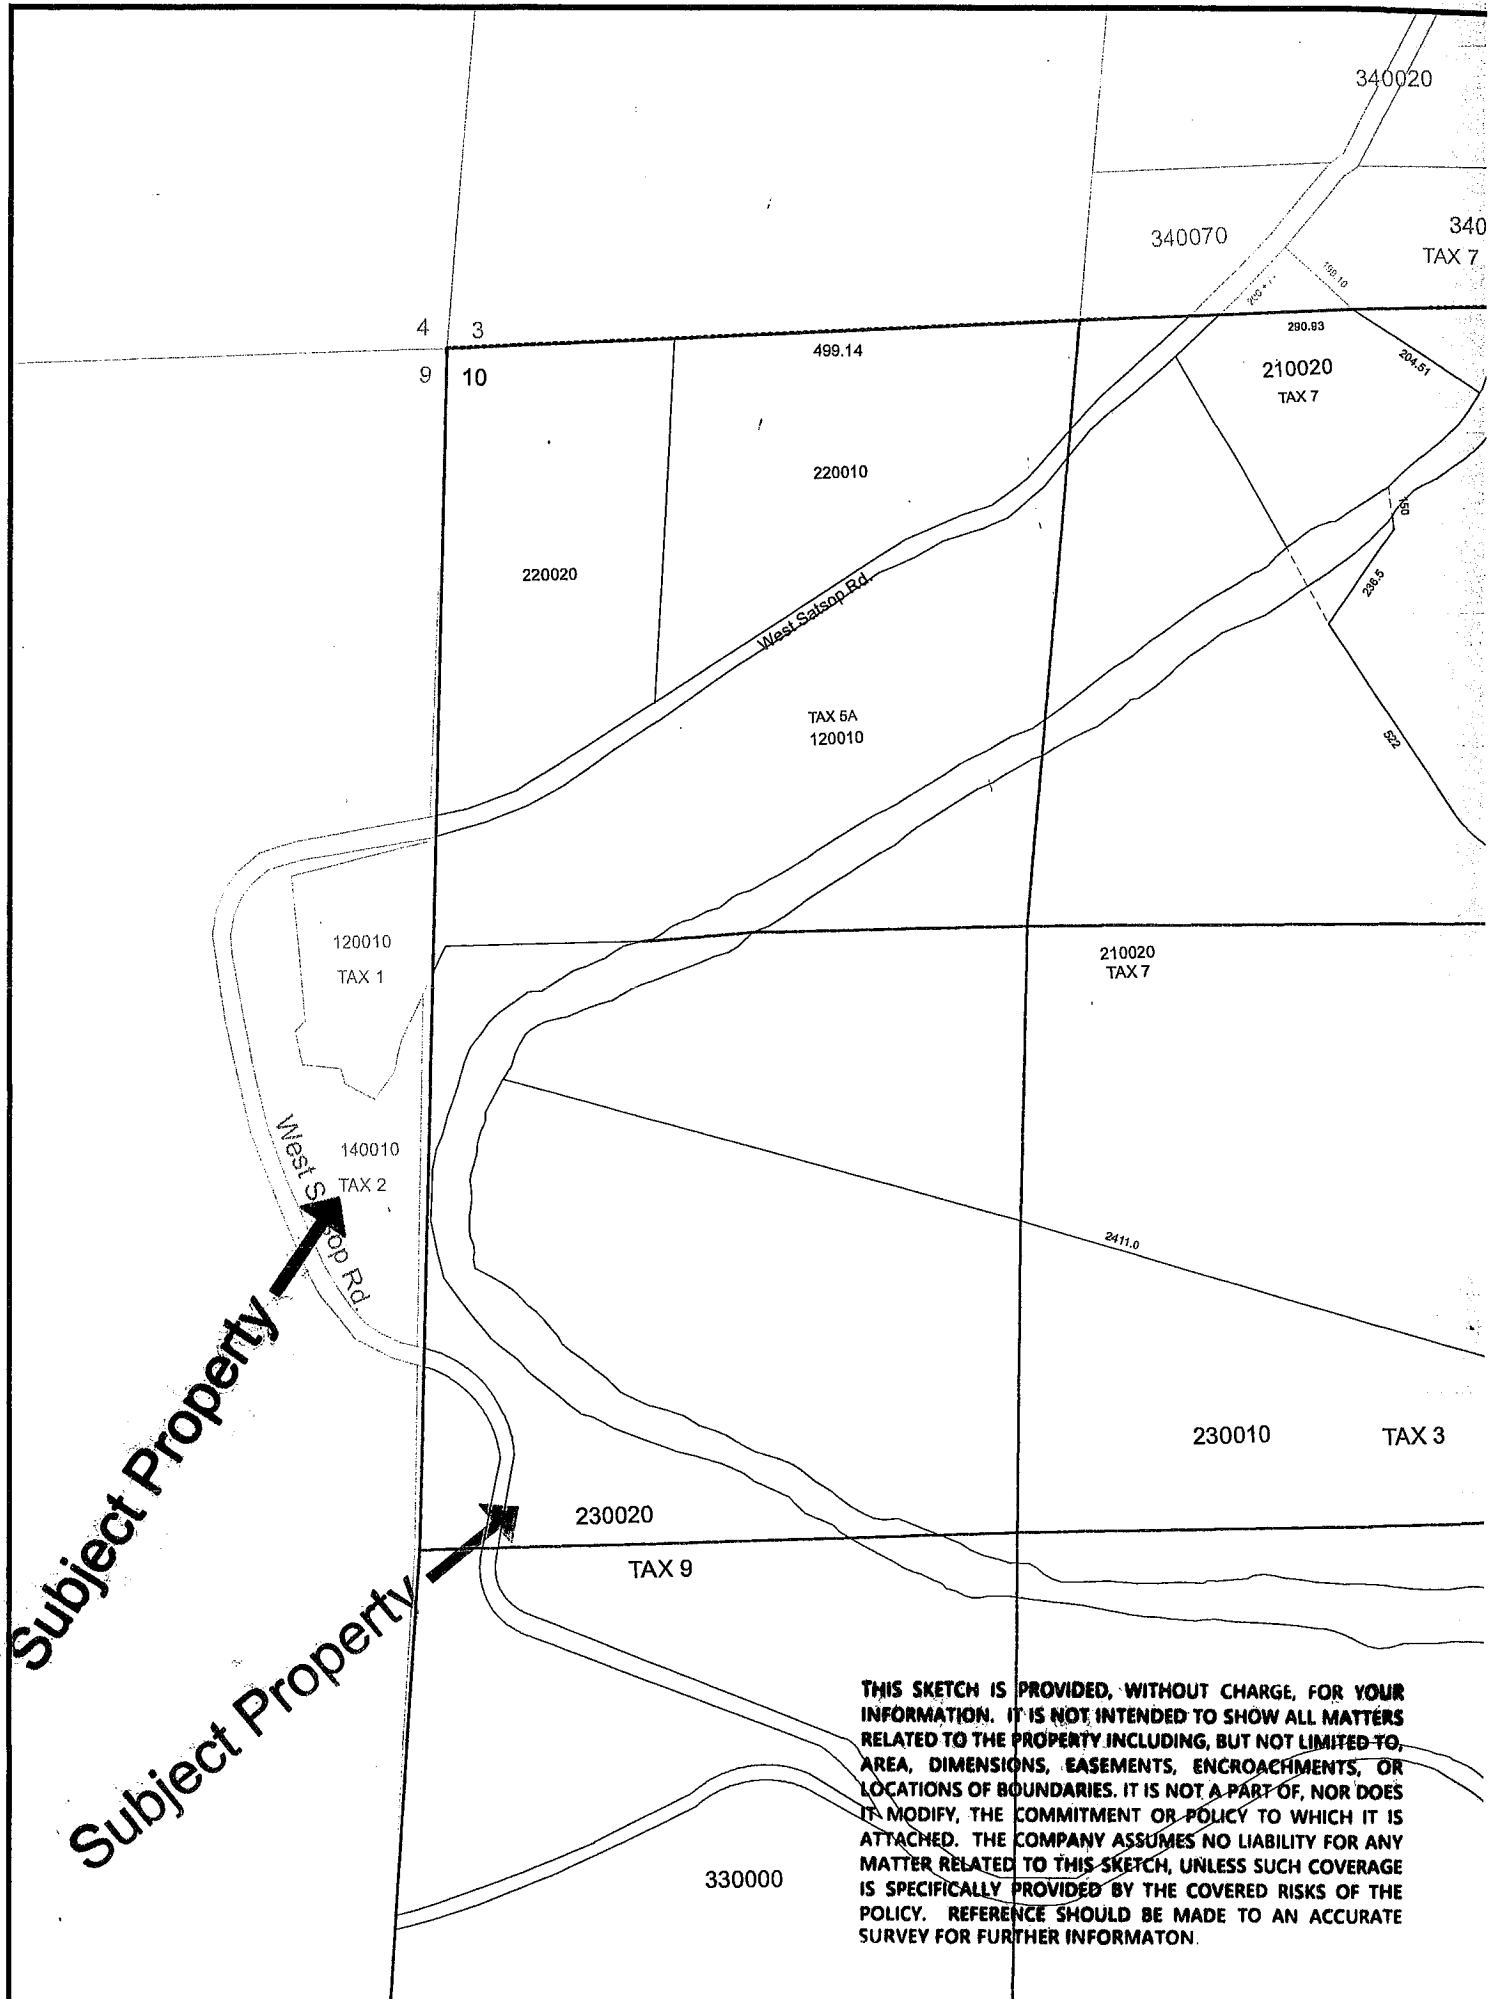 340020
340070
340
TAX 7
199.10
4 3
9 10
499.14
290.93
210020
TAX 7
204.51
220010
150
220020
West Satsop Rd.
236.5
TAX 5A
120010
522
120010
TAX 1
210020
TAX 7
140010
TAX 2
West S sop Rd.
2411.0
Subject Property
230010 TAX 3
230020
TAX 9
Subject Property
THIS SKETCH IS PROVIDED, WITHOUT CHARGE, FOR YOUR
INFORMATION. IT IS NOT INTENDED TO SHOW ALL MATTERS
RELATED TO THE PROPERTY INCLUDING, BUT NOT LIMITED TO,
AREA, DIMENSIONS, EASEMENTS, ENCROACHMENTS, OR
LOCATIONS OF BOUNDARIES. IT IS NOT A PART OF, NOR DOES
IT MODIFY, THE COMMITMENT OR POLICY TO WHICH IT IS
ATTACHED. THE COMPANY ASSUMES NO LIABILITY FOR ANY
MATTER RELATED TO THIS SKETCH, UNLESS SUCH COVERAGE
IS SPECIFICALLY PROVIDED BY THE COVERED RISKS OF THE
POLICY. REFERENCE SHOULD BE MADE TO AN ACCURATE
SURVEY FOR FURTHER INFORMATON.
330000